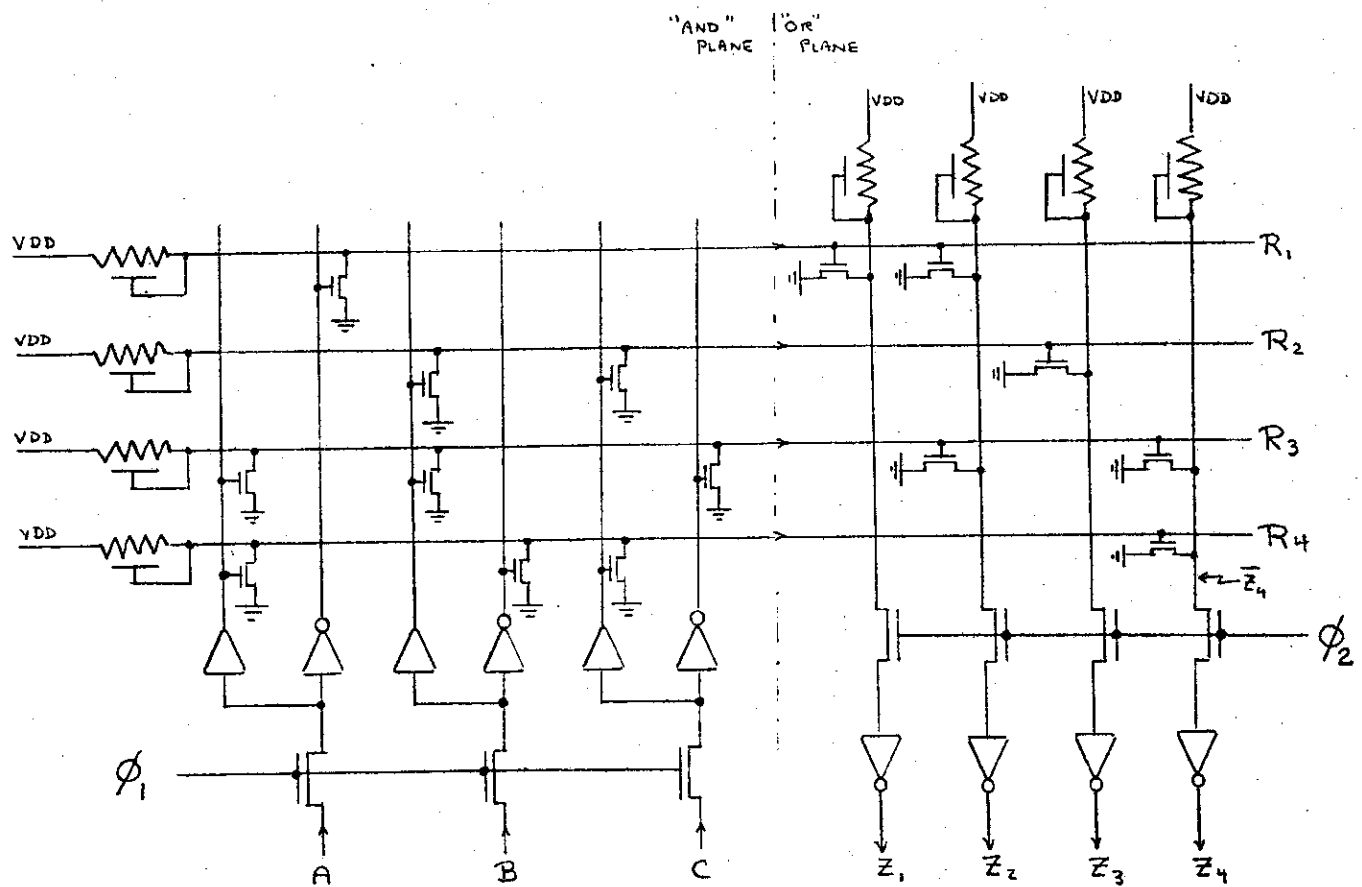 "AND" "OR"
PLANE PLANE
VDD VDD VDD VDD
VDD
R1
VDD
R2
VDD
R3
VDD
R4
Z̄4
ϕ2
ϕ1
A B C Z1 Z2 Z3 Z4